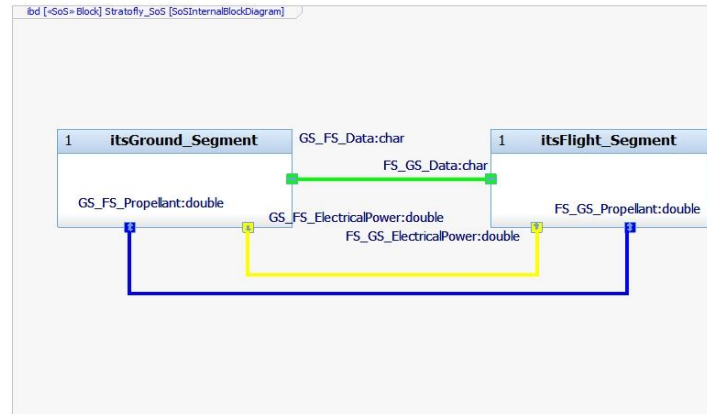 ibd [«SoS» Block] Stratofly_SoS [SoSInternalBlockDiagram]
1 itsGround_Segment
GS_FS_Data:char
1 itsFlight_Segment
FS_GS_Data:char
GS_FS_Propellant:double
FS_GS_Propellant:double
GS_FS_ElectricalPower:double
FS_GS_ElectricalPower:double